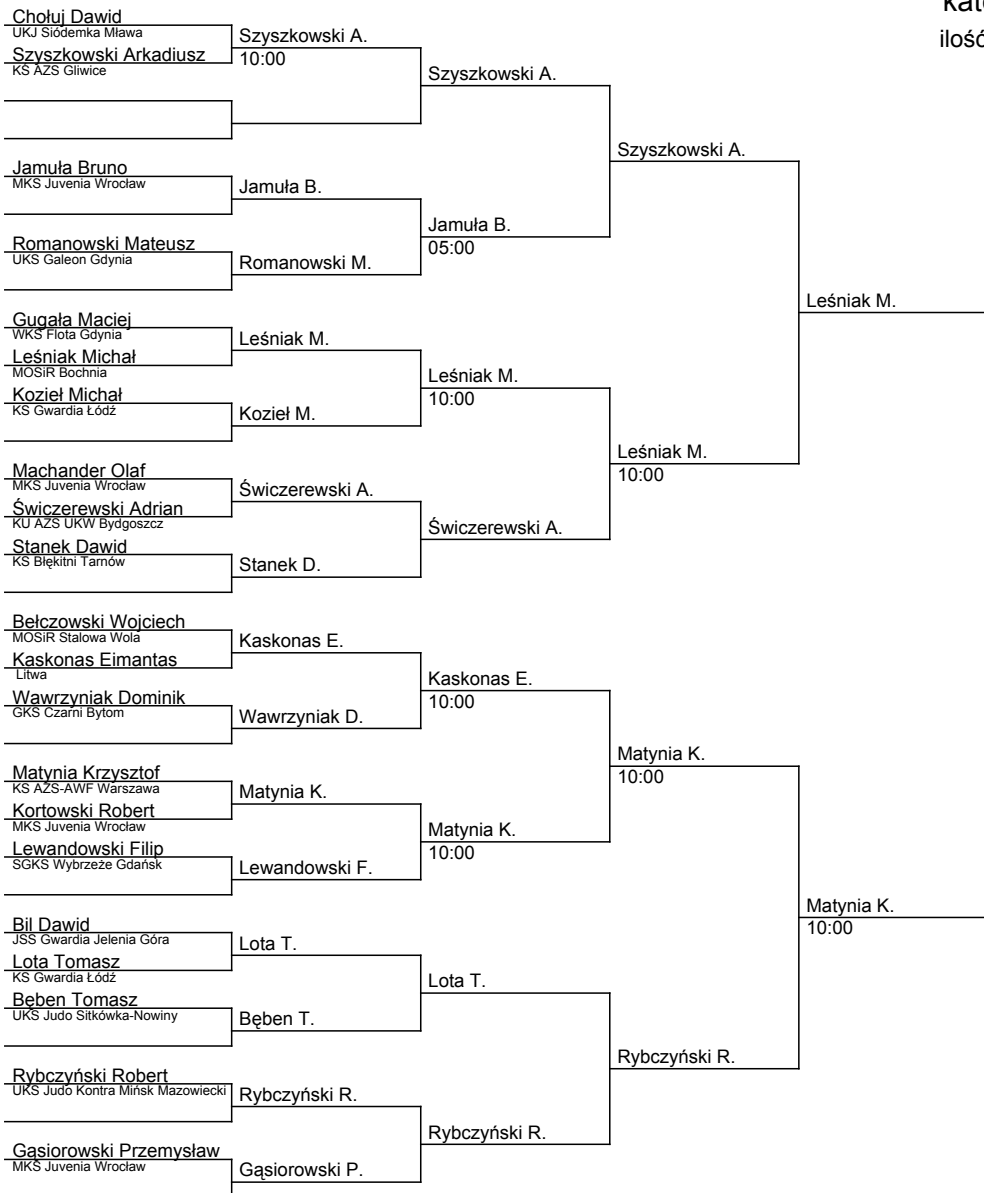 kate
ilość
Chołuj Dawid
UKJ Siódemka Mława
Szyszkowski Arkadiusz
KS AZS Gliwice
Jamuła Bruno
MKS Juvenia Wrocław
Romanowski Mateusz
UKS Galeon Gdynia
Gugała Maciej
WKS Flota Gdynia
Leśniak Michał
MOSiR Bochnia
Kozieł Michał
KS Gwardia Łódź
Machander Olaf
MKS Juvenia Wrocław
Świczerewski Adrian
KU AZS UKW Bydgoszcz
Stanek Dawid
KS Błękitni Tarnów
Bełczowski Wojciech
MOSiR Stalowa Wola
Kaskonas Eimantas
Litwa
Wawrzyniak Dominik
GKS Czarni Bytom
Matynia Krzysztof
KS AZS-AWF Warszawa
Kortowski Robert
MKS Juvenia Wrocław
Lewandowski Filip
SGKS Wybrzeże Gdańsk
Bil Dawid
JSS Gwardia Jelenia Góra
Lota Tomasz
KS Gwardia Łódź
Bęben Tomasz
UKS Judo Sitkówka-Nowiny
Rybczyński Robert
UKS Judo Kontra Mińsk Mazowiecki
Gąsiorowski Przemysław
MKS Juvenia Wrocław
Szyszkowski A.
10:00
Jamuła B.
Romanowski M.
Leśniak M.
Kozieł M.
Świczerewski A.
Stanek D.
Kaskonas E.
Wawrzyniak D.
Matynia K.
Lewandowski F.
Lota T.
Bęben T.
Rybczyński R.
Gąsiorowski P.
Szyszkowski A.
Jamuła B.
05:00
Leśniak M.
10:00
Świczerewski A.
Kaskonas E.
10:00
Matynia K.
10:00
Lota T.
Rybczyński R.
Szyszkowski A.
Leśniak M.
10:00
Matynia K.
10:00
Rybczyński R.
Leśniak M.
Matynia K.
10:00